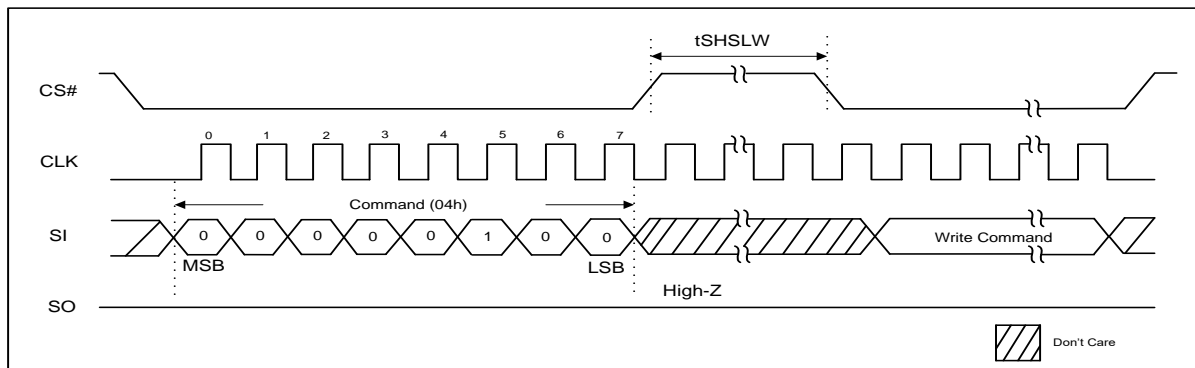 tSHSLW
CS#
0 1 2 3 4 5 6 7
CLK
Command (04h)
SI 0 0 0 0 0 1 0 0 Write Command
MSB LSB
High-Z
SO
Don't Care